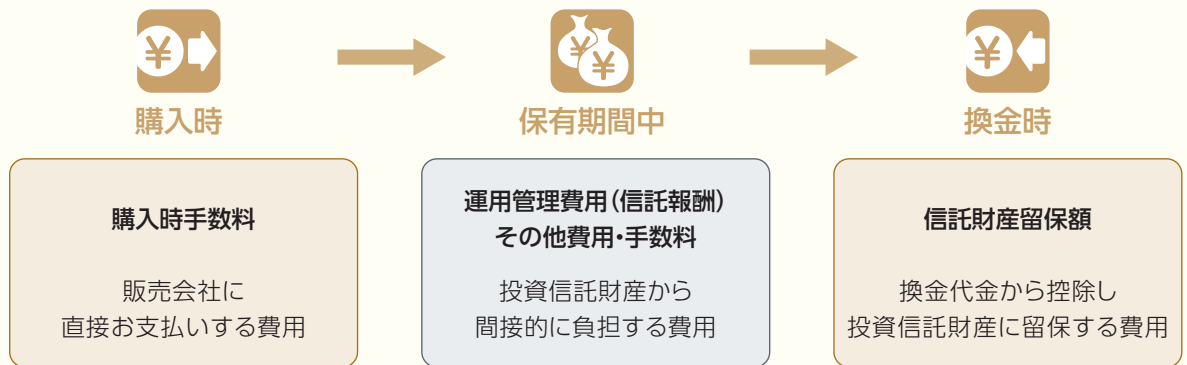 ¥
¥
¥
¥
購入時
保有期間中
換金時
購入時手数料
販売会社に
直接お支払いする費用
運用管理費用(信託報酬)
その他費用・手数料
投資信託財産から
間接的に負担する費用
信託財産留保額
換金代金から控除し
投資信託財産に留保する費用